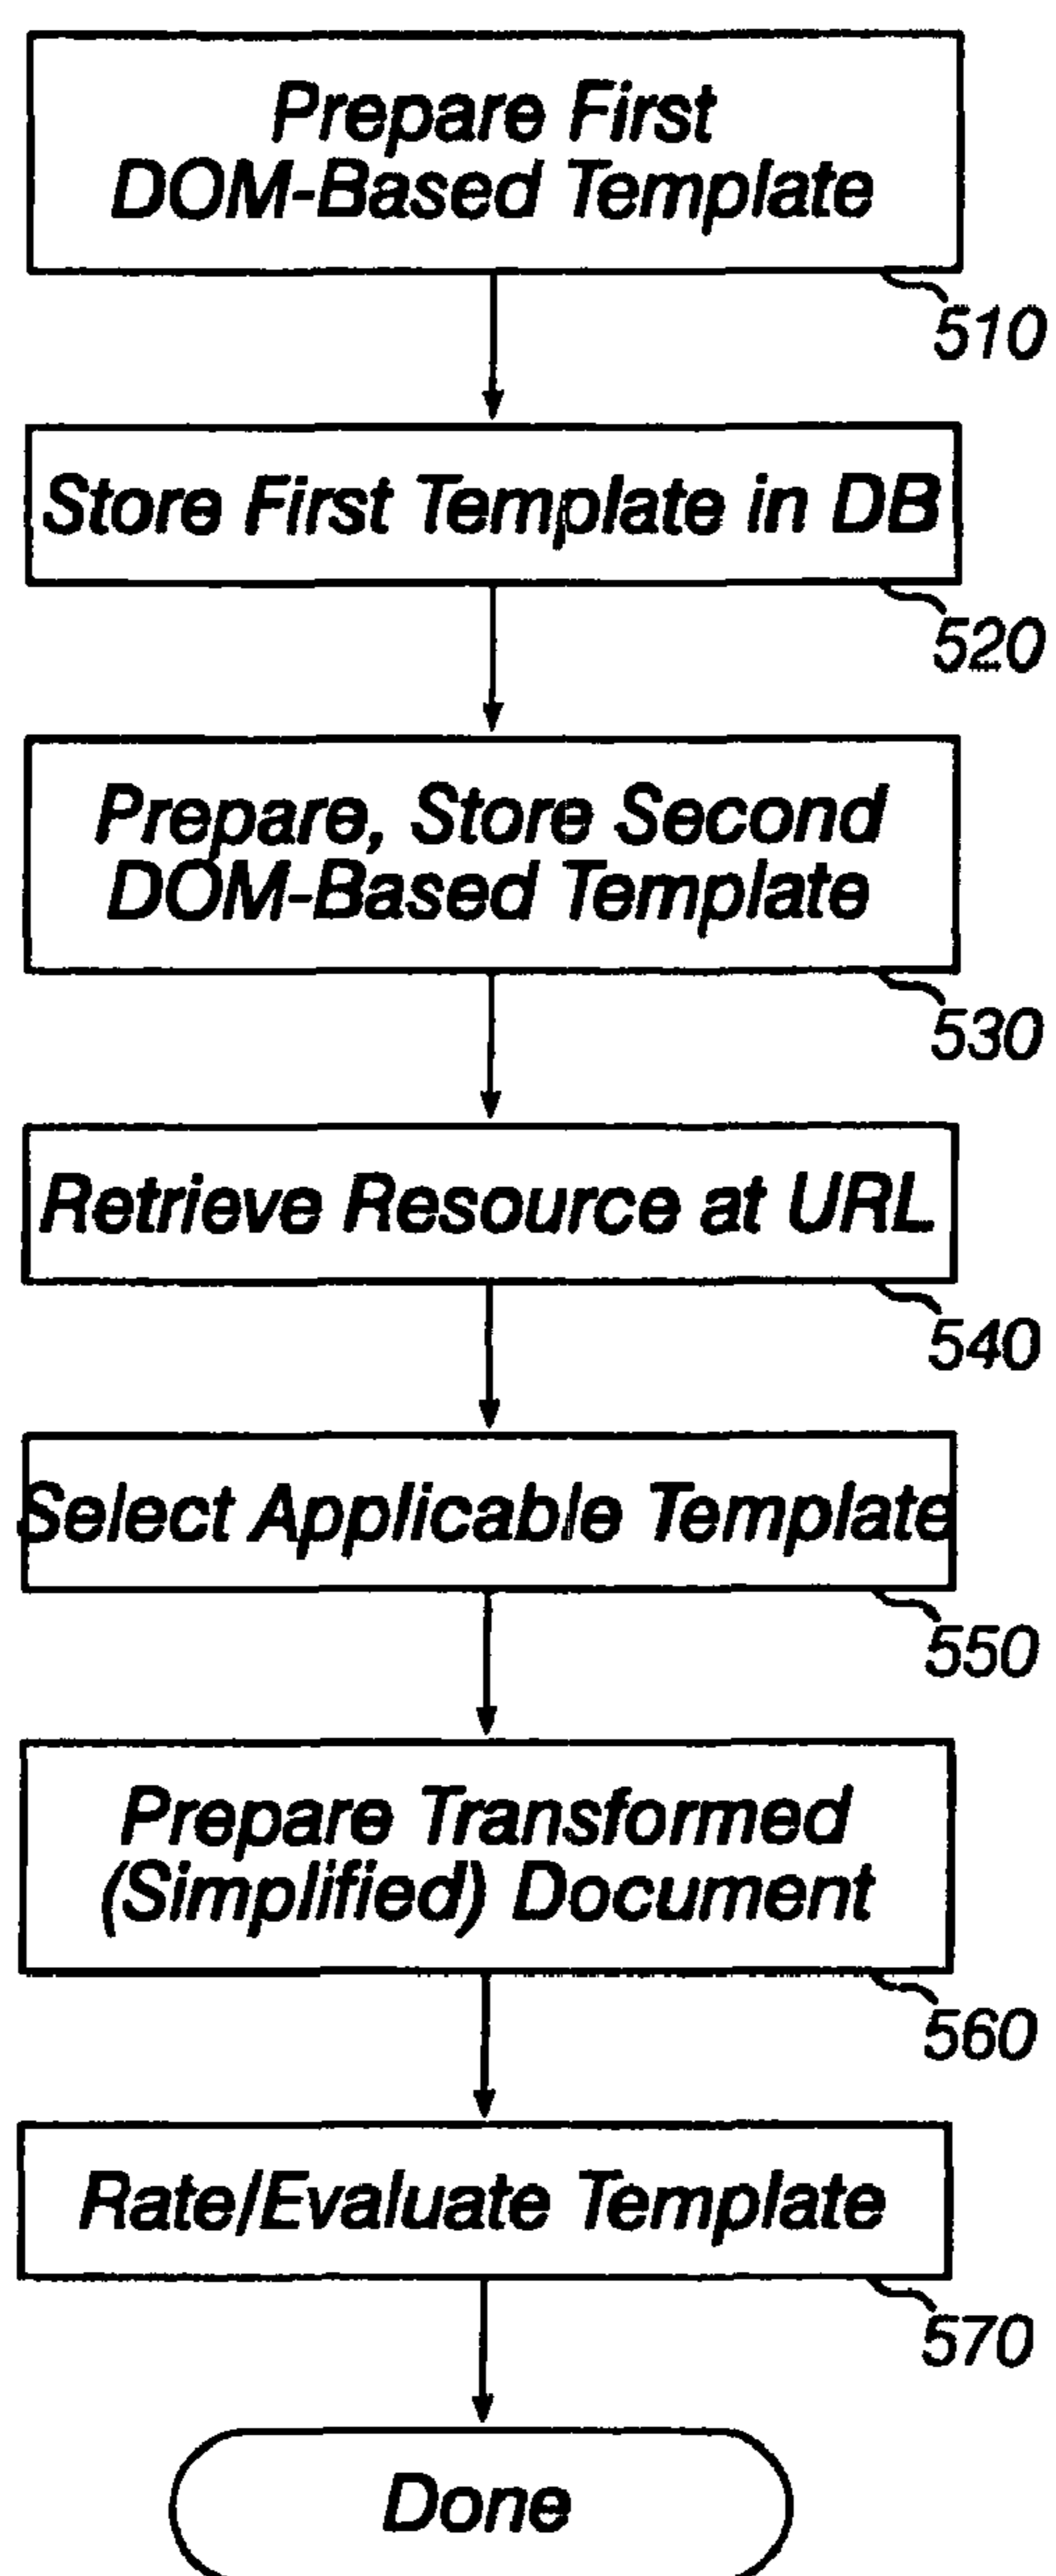 Prepare First
DOM-Based Template
510
Store First Template in DB
520
Prepare, Store Second
DOM-Based Template
530
Retrieve Resource at URL
540
Select Applicable Template
550
Prepare Transformed
(Simplified) Document
560
Rate/Evaluate Template
570
Done